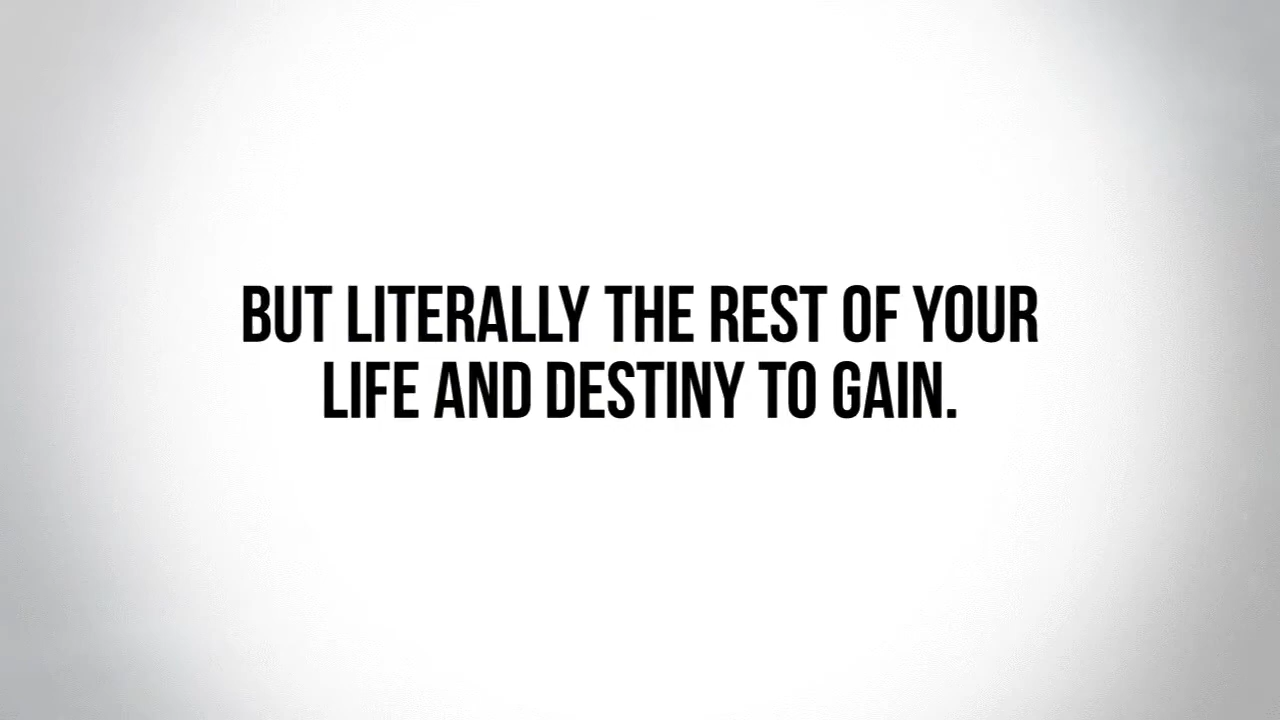 BUT LITERALLY THE REST OF YOUR
LIFE AND DESTINY TO GAIN.